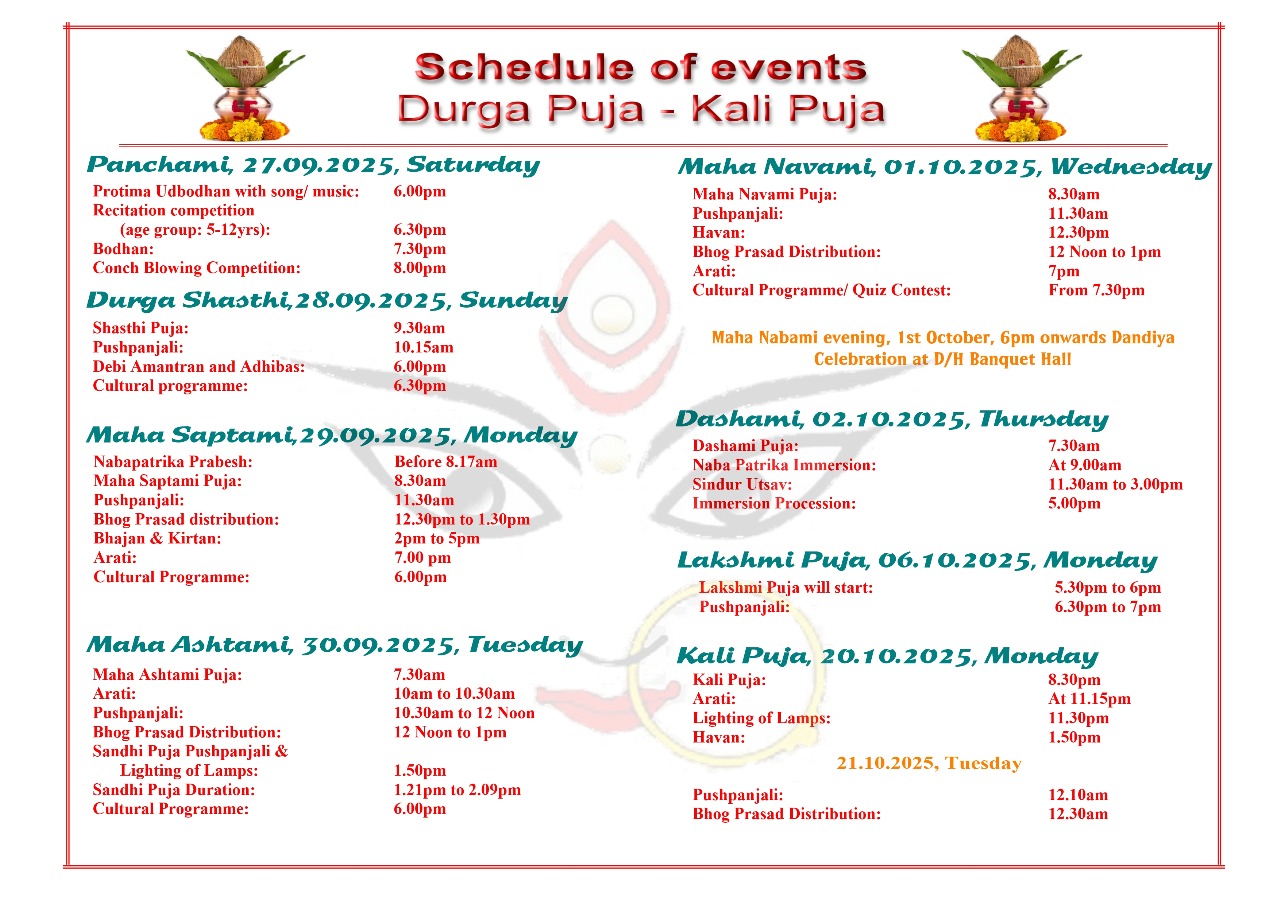 Schedule of events
Durga Puja - Kali Puja
Panchami, 27.09.2025, Saturday
Protima Udbodhan with song/ music: 6.00pm
Recitation competition
(age group: 5-12yrs): 6.30pm
Bodhan: 7.30pm
Conch Blowing Competition: 8.00pm
Durga Shasthi,28.09.2025, Sunday
Shasthi Puja: 9.30am
Pushpanjali: 10.15am
Debi Amantran and Adhibas: 6.00pm
Cultural programme: 6.30pm
Maha Saptami,29.09.2025, Monday
Nabapatrika Prabesh: Before 8.17am
Maha Saptami Puja: 8.30am
Pushpanjali: 11.30am
Bhog Prasad distribution: 12.30pm to 1.30pm
Bhajan & Kirtan: 2pm to 5pm
Arati: 7.00 pm
Cultural Programme: 6.00pm
Maha Ashtami, 30.09.2025, Tuesday
Maha Ashtami Puja: 7.30am
Arati: 10am to 10.30am
Pushpanjali: 10.30am to 12 Noon
Bhog Prasad Distribution: 12 Noon to 1pm
Sandhi Puja Pushpanjali &
Lighting of Lamps: 1.50pm
Sandhi Puja Duration: 1.21pm to 2.09pm
Cultural Programme: 6.00pm
Maha Navami, 01.10.2025, Wednesday
Maha Navami Puja: 8.30am
Pushpanjali: 11.30am
Havan: 12.30pm
Bhog Prasad Distribution: 12 Noon to 1pm
Arati: 7pm
Cultural Programme/ Quiz Contest: From 7.30pm
Maha Nabami evening, 1st October, 6pm onwards Dandiya
Celebration at D/H Banquet Hall
Dashami, 02.10.2025, Thursday
Dashami Puja: 7.30am
Naba Patrika Immersion: At 9.00am
Sindur Utsav: 11.30am to 3.00pm
Immersion Procession: 5.00pm
Lakshmi Puja, 06.10.2025, Monday
Lakshmi Puja will start: 5.30pm to 6pm
Pushpanjali: 6.30pm to 7pm
Kali Puja, 20.10.2025, Monday
Kali Puja: 8.30pm
Arati: At 11.15pm
Lighting of Lamps: 11.30pm
Havan: 1.50pm
21.10.2025, Tuesday
Pushpanjali: 12.10am
Bhog Prasad Distribution: 12.30am